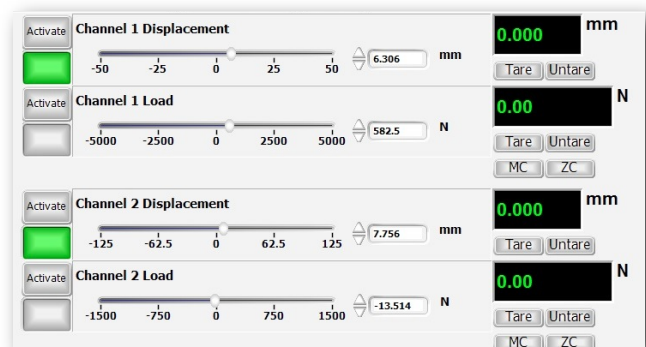 Activate Channel 1 Displacement 0.000 mm
6.306 mm
-50 -25 0 25 50
Tare Untare
Activate Channel 1 Load 0.00 N
582.5 N
-5000 -2500 0 2500 5000
Tare Untare
MC ZC
Activate Channel 2 Displacement 0.000 mm
7.756 mm
-125 -62.5 0 62.5 125
Tare Untare
Activate Channel 2 Load 0.00 N
-13.514 N
-1500 -750 0 750 1500
Tare Untare
MC ZC